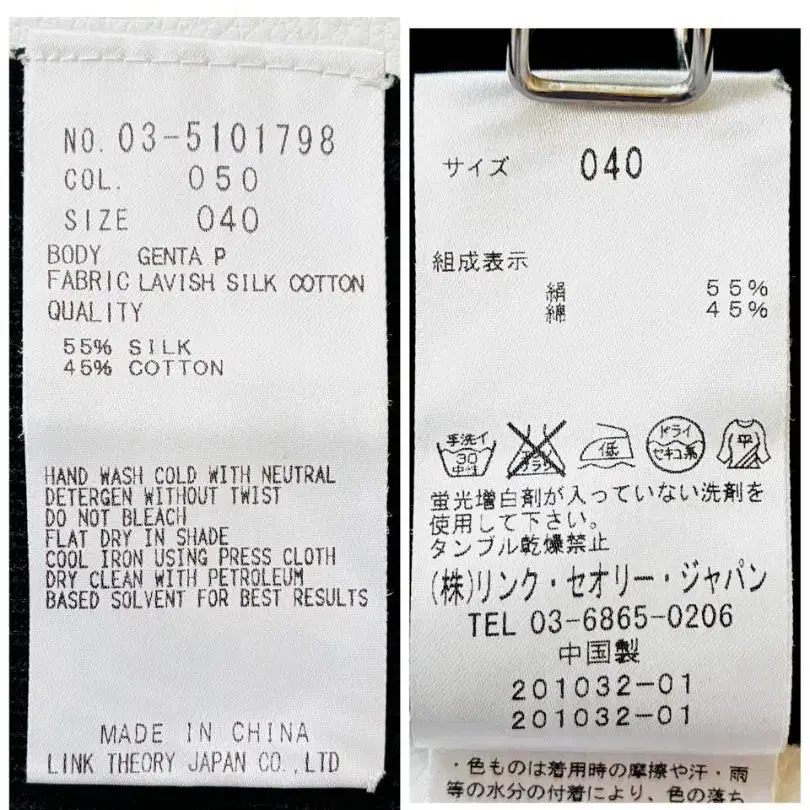 NO. 03-5101798
COL. 050
SIZE 040
BODY GENTA P
FABRIC LAVISH SILK COTTON
QUALITY
55% SILK
45% COTTON
HAND WASH COLD WITH NEUTRAL
DETERGEN WITHOUT TWIST
DO NOT BLEACH
FLAT DRY IN SHADE
COOL IRON USING PRESS CLOTH
DRY CLEAN WITH PETROLEUM
BASED SOLVENT FOR BEST RESULTS
MADE IN CHINA
LINK THEORY JAPAN CO.,LTD
サイズ 040
組成表示
絹 55%
綿 45%
手洗イ
30
中性
エンソ
サラシ
低
ドライ
セキユ系
平
蛍光増白剤が入っていない洗剤を
使用して下さい。
タンブル乾燥禁止
(株)リンク・セオリー・ジャパン
TEL 03-6865-0206
中国製
201032-01
201032-01
・色ものは着用時の摩擦や汗・雨
等の水分の付着により、色の落ち